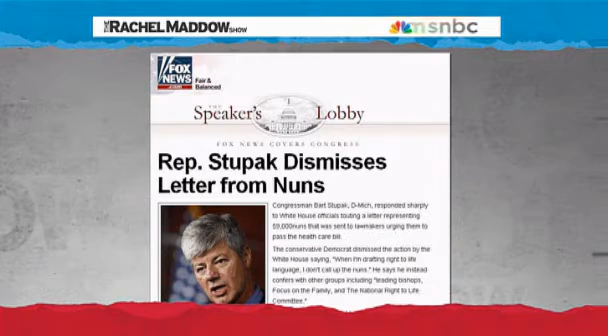 THE RACHEL MADDOW SHOW
msnbc
FOX
NEWS
.com
Fair &
Balanced
THE
Speaker's Lobby
FOX NEWS COVERS CONGRESS
Rep. Stupak Dismisses
Letter from Nuns
Congressman Bart Stupak, D-Mich, responded sharply
to White House officials touting a letter representing
59,000nuns that was sent to lawmakers urging them to
pass the health care bill.
The conservative Democrat dismissed the action by the
White House saying, "When I'm drafting right to life
language, I don't call up the nuns." He says he instead
confers with other groups including "leading bishops,
Focus on the Family, and The National Right to Life
Committee."